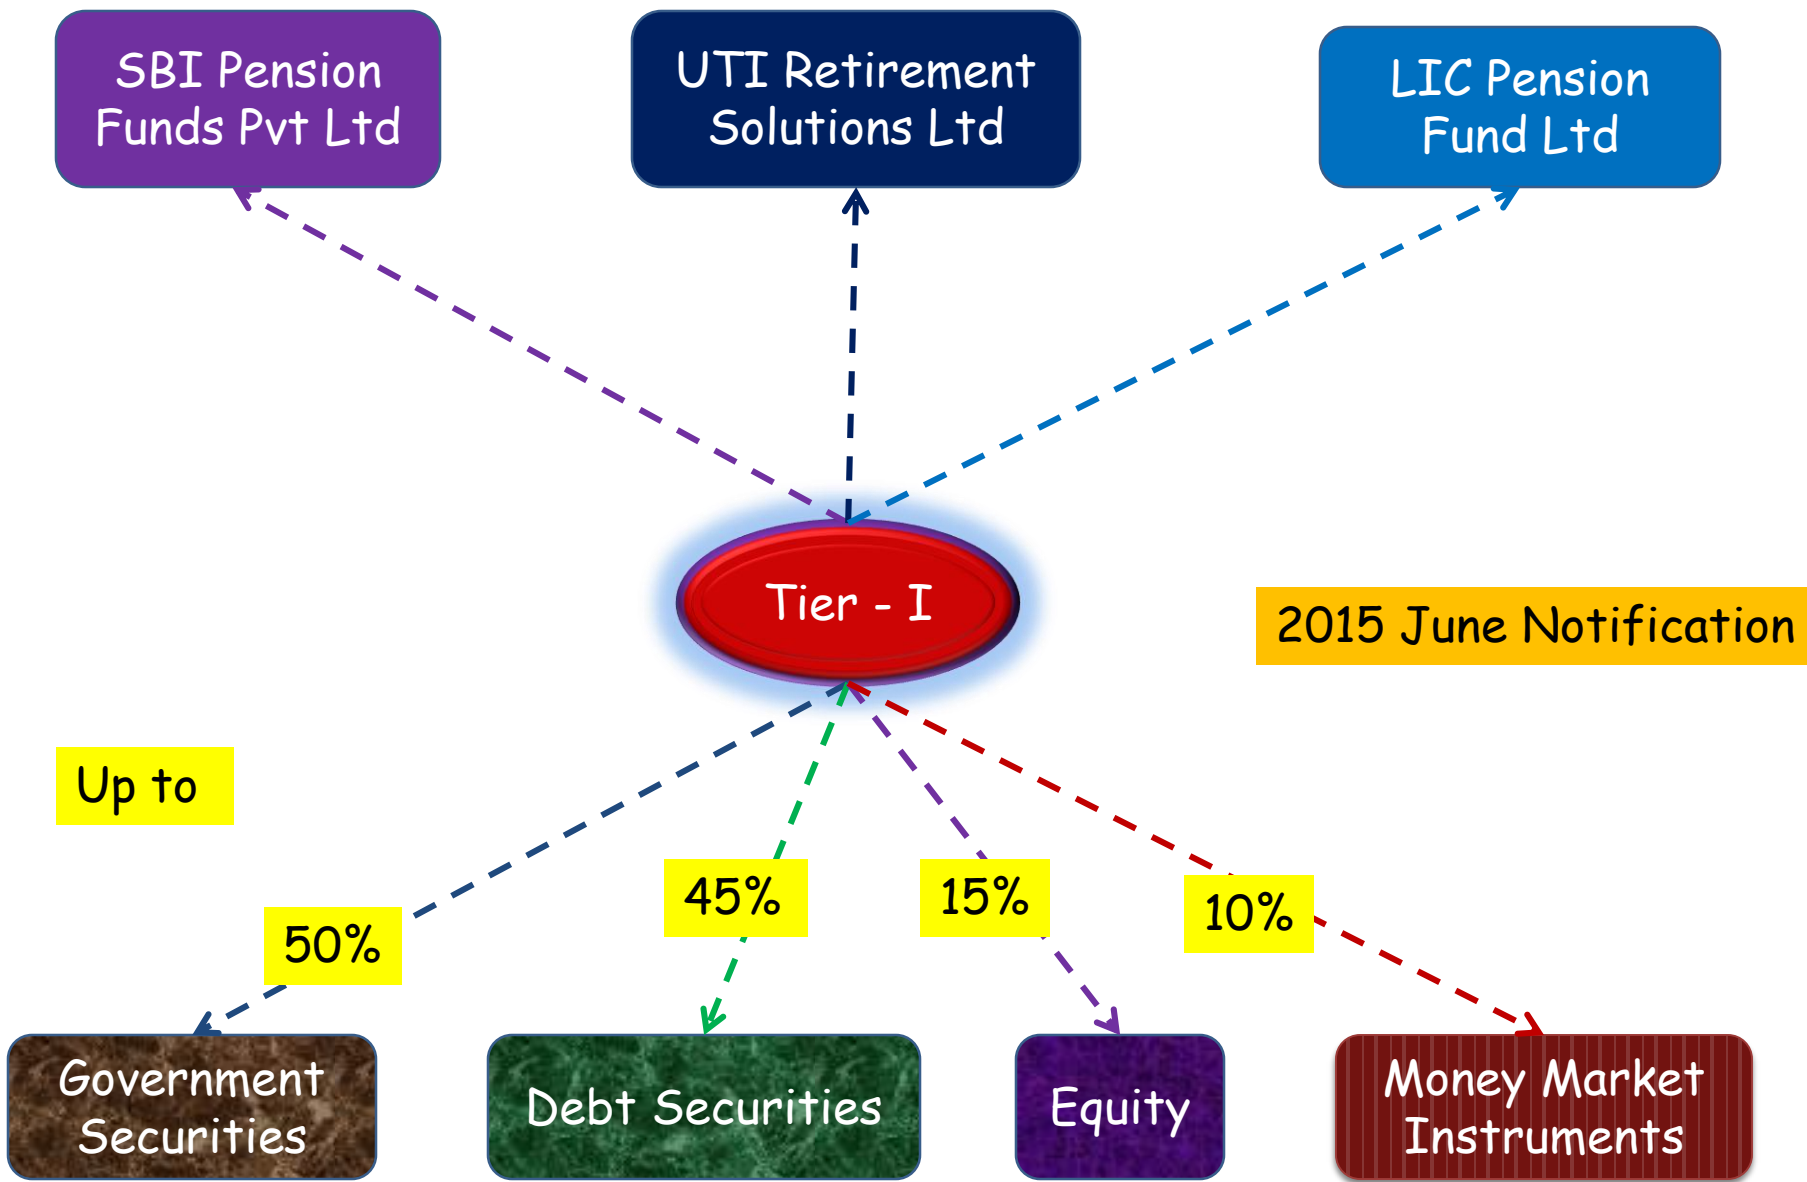 SBI Pension
Funds Pvt Ltd
UTI Retirement
Solutions Ltd
LIC Pension
Fund Ltd
Tier - I
2015 June Notification
Up to
50%
45%
15%
10%
Government
Securities
Debt Securities
Equity
Money Market
Instruments